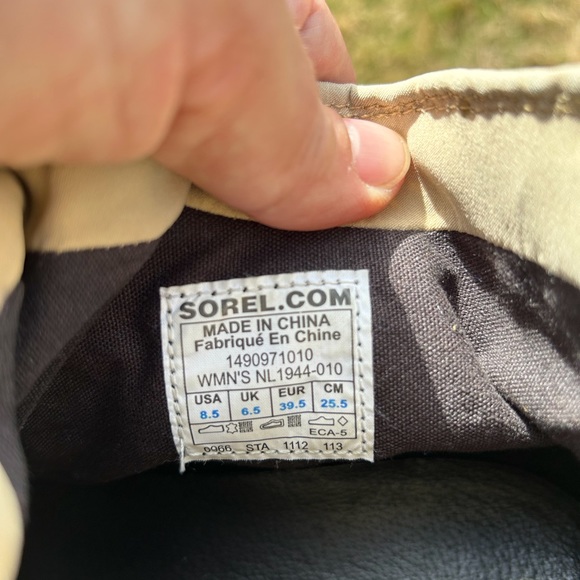 SOREL.COM
MADE IN CHINA
Fabriqué En Chine
1490971010
WMN'S NL1944-010
USA UK EUR CM
8.5 6.5 39.5 25.5
ECA-5
9966 STA 1112 113